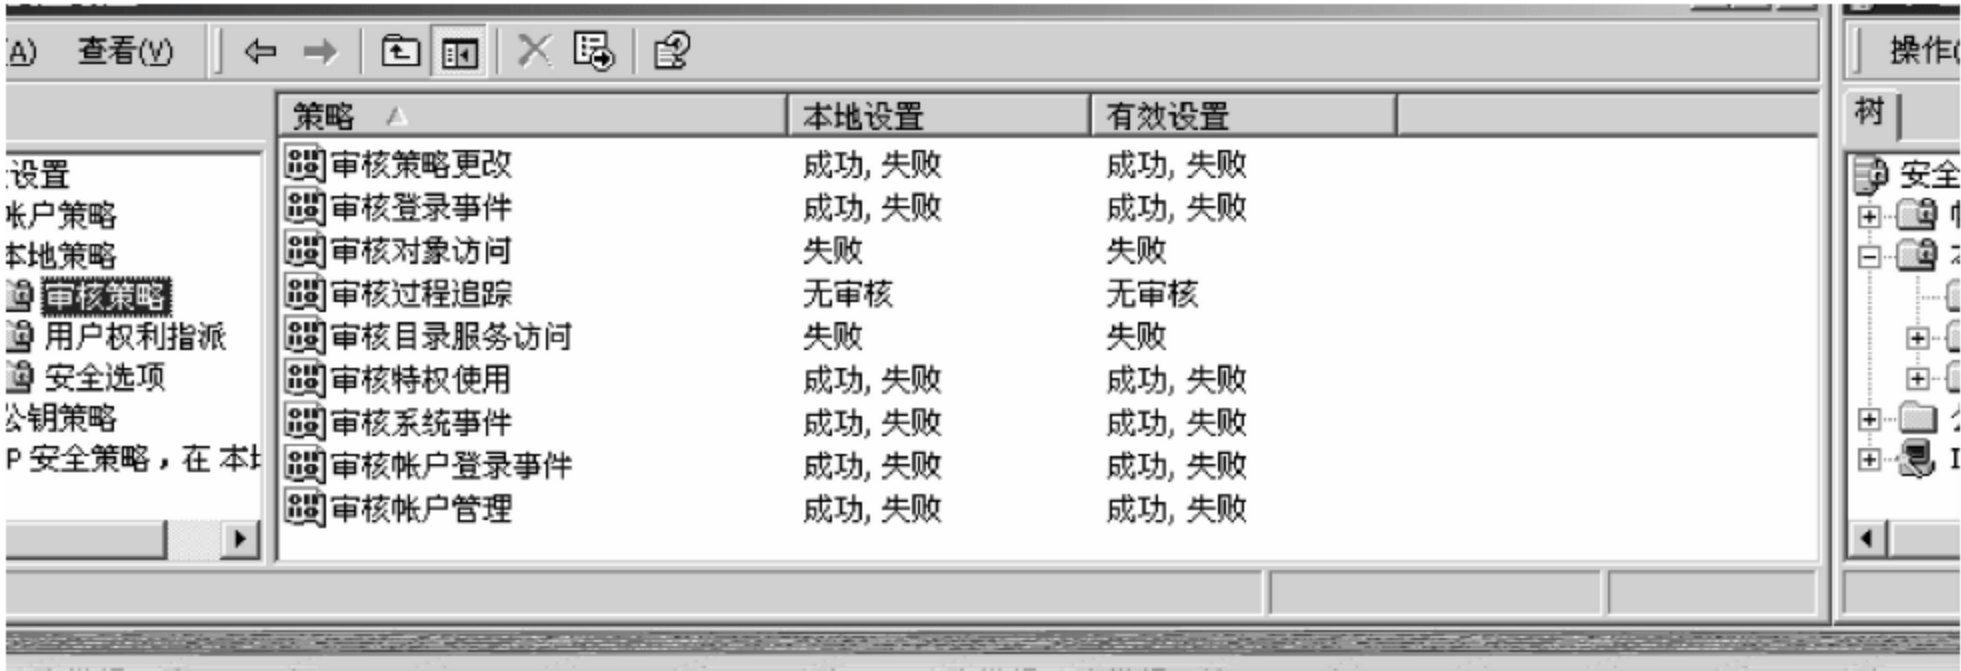 (A) 查看(V)
操作(
策略 本地设置 有效设置
树
设置
帐户策略
本地策略
审核策略
用户权利指派
安全选项
公钥策略
P 安全策略，在 本地
审核策略更改 成功, 失败 成功, 失败
审核登录事件 成功, 失败 成功, 失败
审核对象访问 失败 失败
审核过程追踪 无审核 无审核
审核目录服务访问 失败 失败
审核特权使用 成功, 失败 成功, 失败
审核系统事件 成功, 失败 成功, 失败
审核帐户登录事件 成功, 失败 成功, 失败
审核帐户管理 成功, 失败 成功, 失败
安全
I